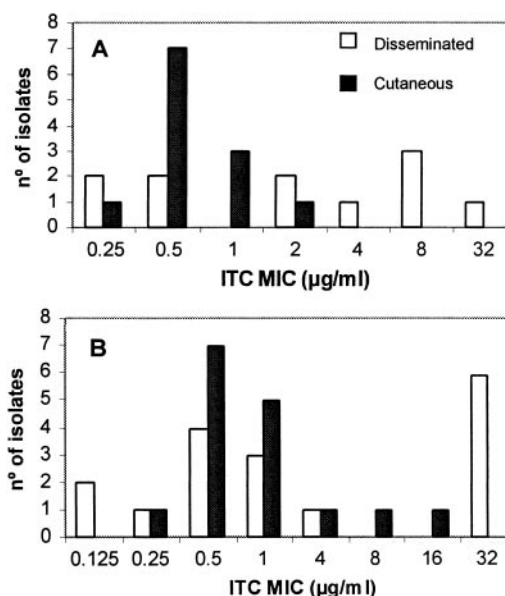 8
7
6
5
4
3
2
1
0
nº of isolates
A
Disseminated
Cutaneous
0.25 0.5 1 2 4 8 32
ITC MIC (µg/ml)
8
7
6
5
4
3
2
1
0
nº of isolates
B
0.125 0.25 0.5 1 4 8 16 32
ITC MIC (µg/ml)